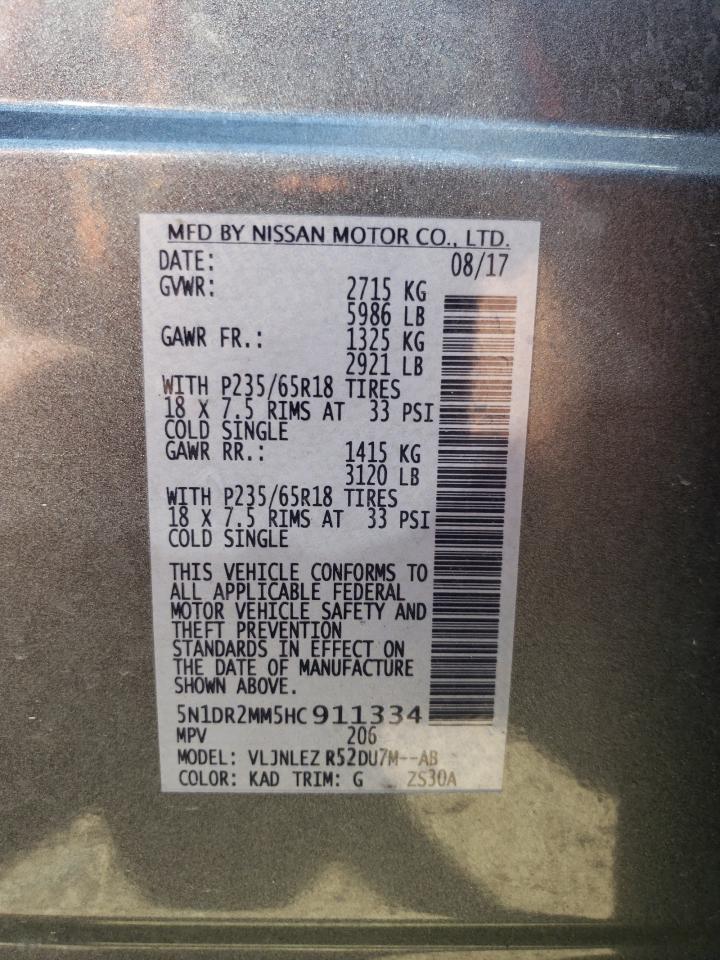 MFD BY NISSAN MOTOR CO., LTD.
DATE: 08/17
GVWR: 2715 KG
5986 LB
GAWR FR.: 1325 KG
2921 LB
WITH P235/65R18 TIRES
18 X 7.5 RIMS AT 33 PSI
COLD SINGLE
GAWR RR.: 1415 KG
3120 LB
WITH P235/65R18 TIRES
18 X 7.5 RIMS AT 33 PSI
COLD SINGLE
THIS VEHICLE CONFORMS TO
ALL APPLICABLE FEDERAL
MOTOR VEHICLE SAFETY AND
THEFT PREVENTION
STANDARDS IN EFFECT ON
THE DATE OF MANUFACTURE
SHOWN ABOVE.
5N1DR2MM5HC911334
MPV 206
MODEL: VLJNLEZ R52DU7M--AB
COLOR: KAD TRIM: G ZS30A